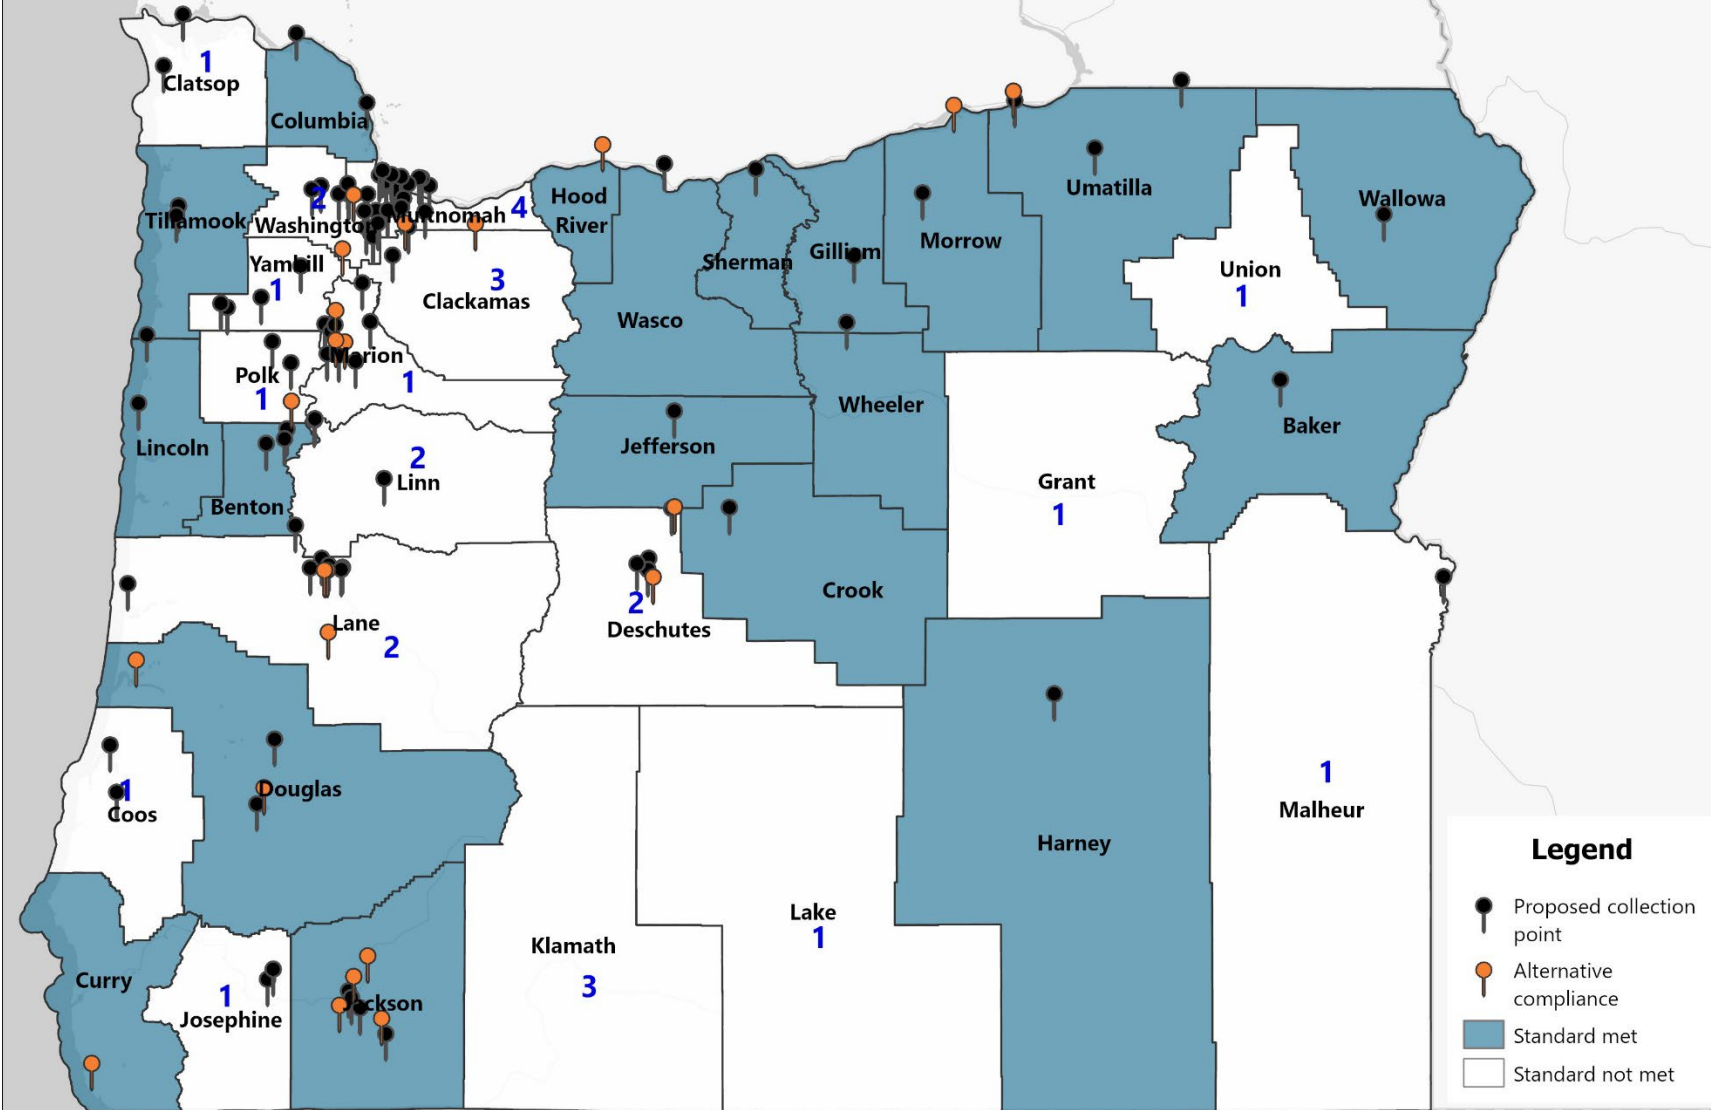 1
Clatsop
Columbia
Tillamook
2
Washington
Multnomah
4
Hood
River
Sherman
Gilliam
Morrow
Umatilla
Wallowa
Yamhill
1
3
Clackamas
Wasco
Union
1
Marion
1
Polk
1
Wheeler
Baker
Lincoln
2
Linn
Jefferson
Benton
Grant
1
Crook
2
Deschutes
Lane
2
1
Coos
Douglas
1
Malheur
Harney
Lake
1
Klamath
3
Curry
1
Josephine
Jackson
Legend
Proposed collection
point
Alternative
compliance
Standard met
Standard not met